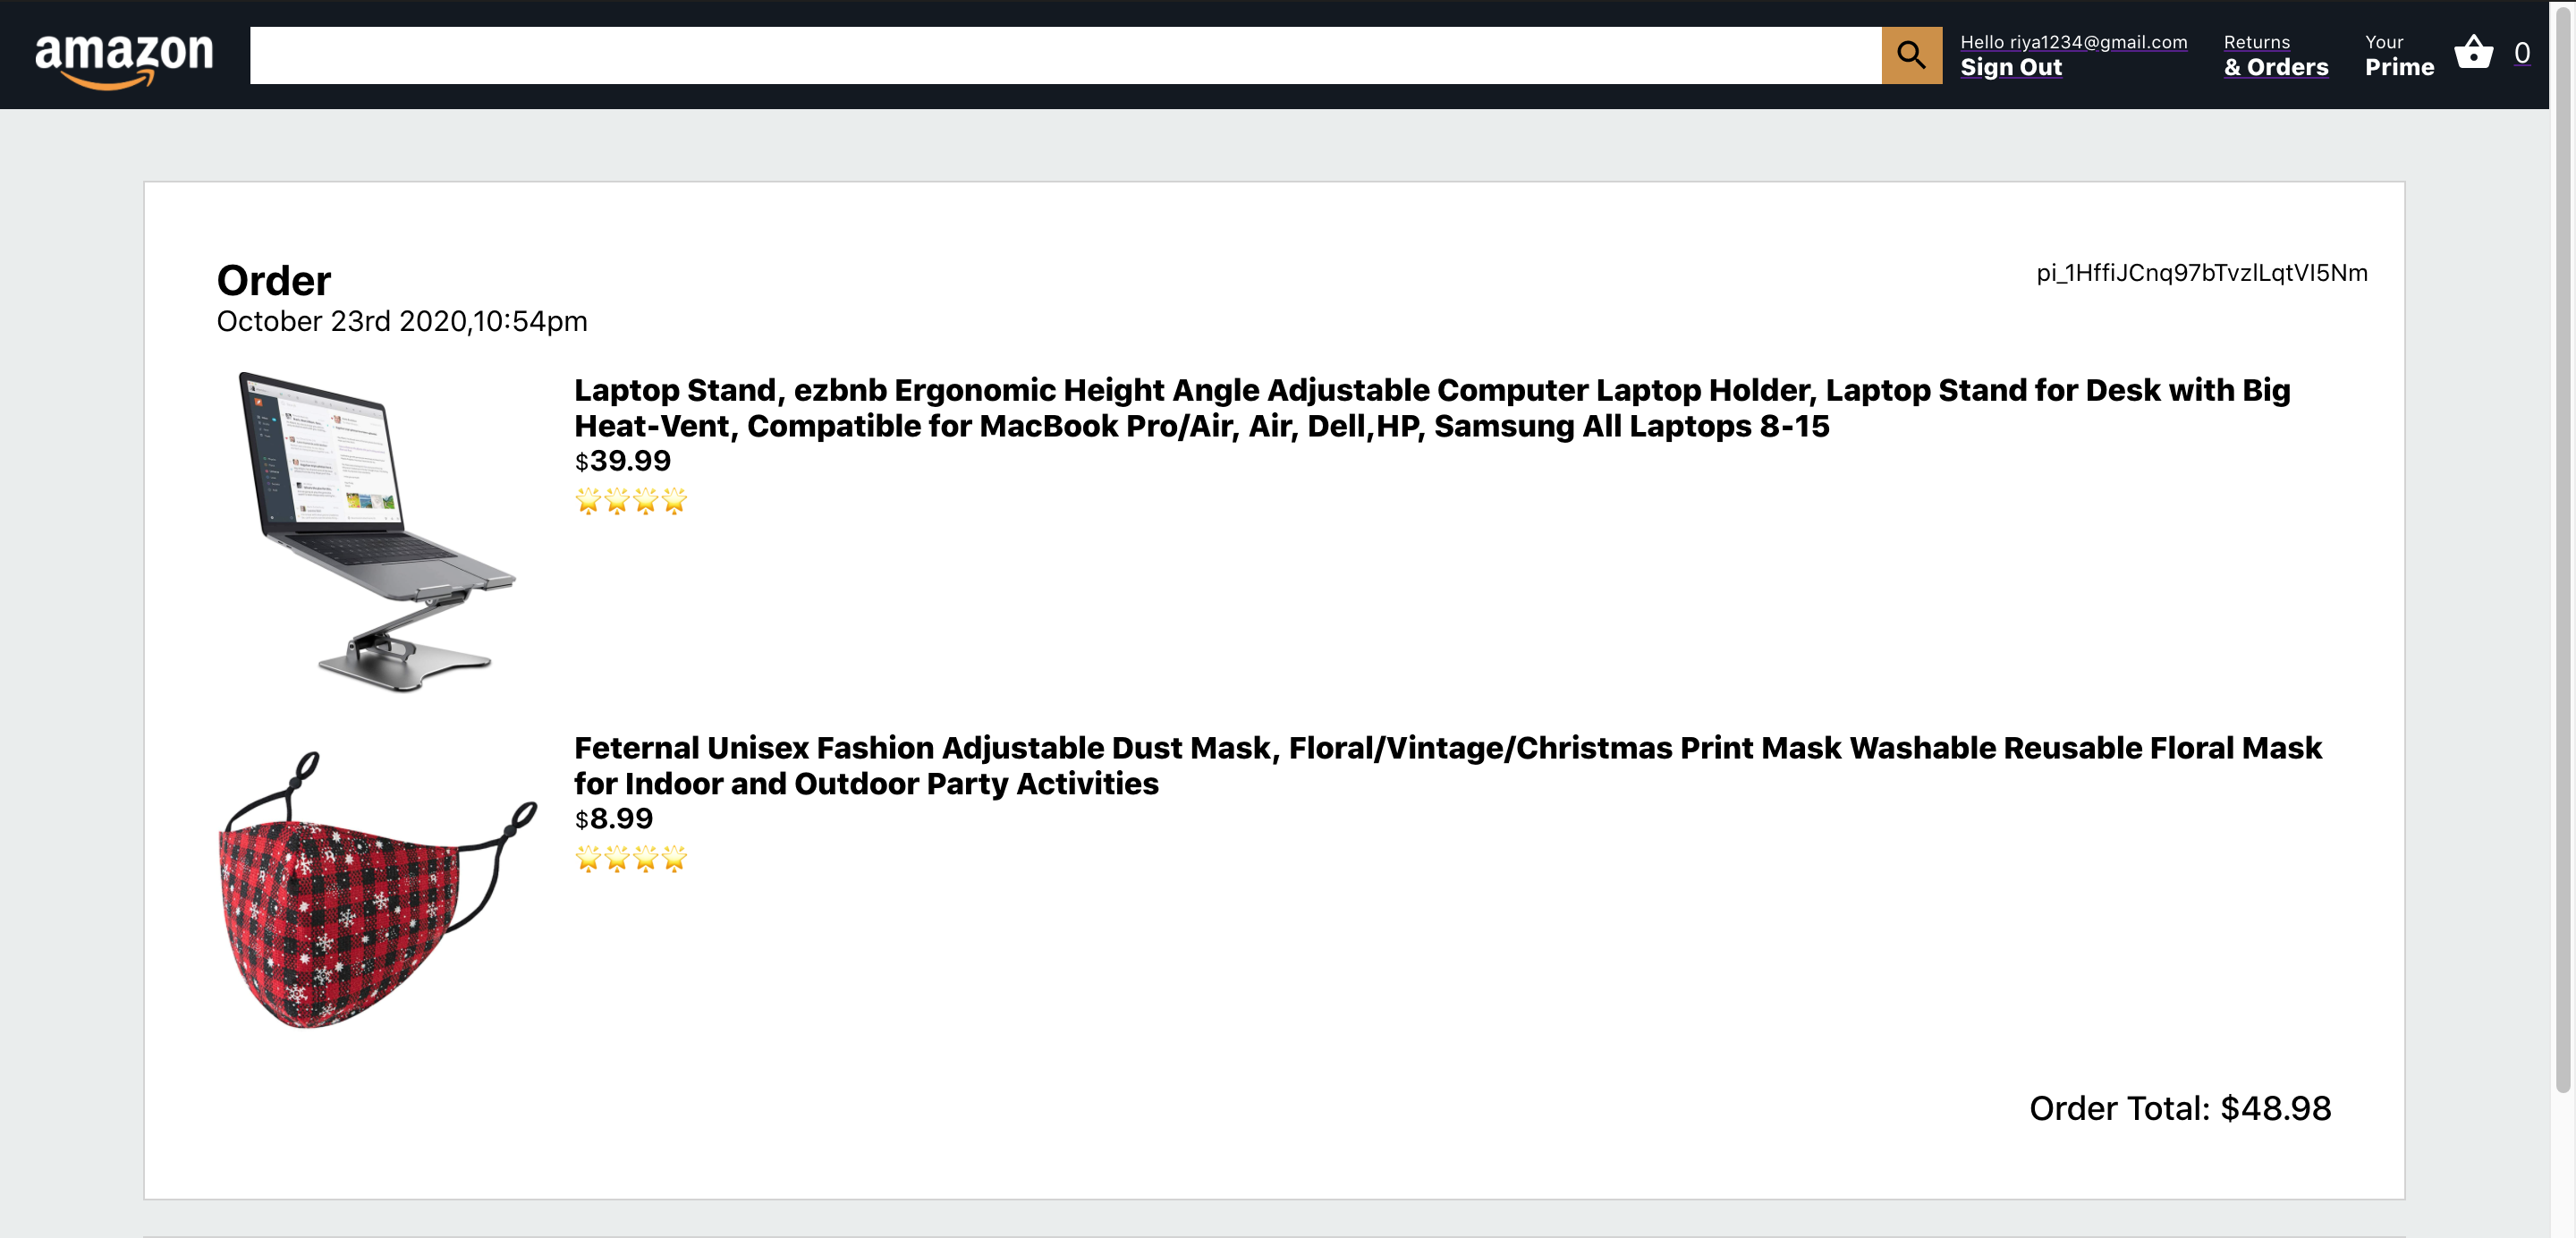 amazon
Hello riya1234@gmail.com
Sign Out
Returns
& Orders
Your
Prime
0
Order
pi_1HffiJCnq97bTvzlLqtVI5Nm
October 23rd 2020,10:54pm
Laptop Stand, ezbnb Ergonomic Height Angle Adjustable Computer Laptop Holder, Laptop Stand for Desk with Big
Heat-Vent, Compatible for MacBook Pro/Air, Air, Dell,HP, Samsung All Laptops 8-15
$39.99
🌟🌟🌟🌟
Feternal Unisex Fashion Adjustable Dust Mask, Floral/Vintage/Christmas Print Mask Washable Reusable Floral Mask
for Indoor and Outdoor Party Activities
$8.99
🌟🌟🌟🌟
Order Total: $48.98